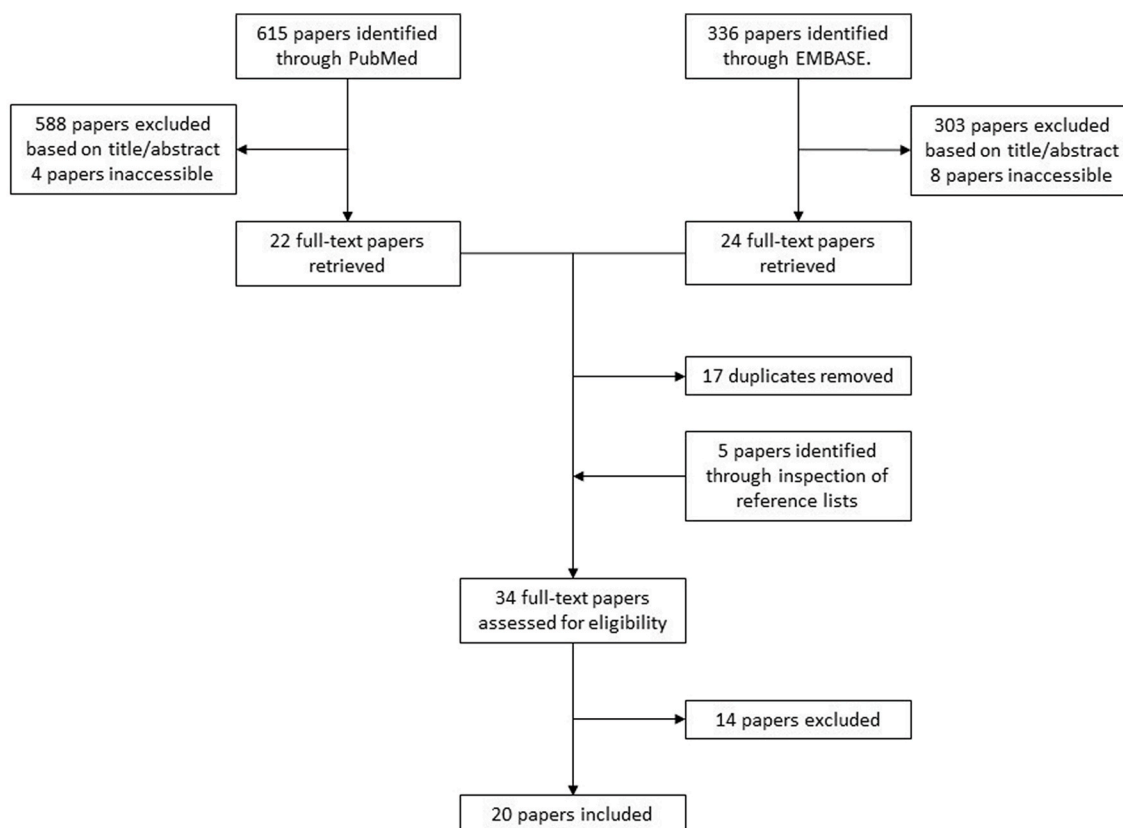 615 papers identified
through PubMed
336 papers identified
through EMBASE.
588 papers excluded
based on title/abstract
4 papers inaccessible
303 papers excluded
based on title/abstract
8 papers inaccessible
22 full-text papers
retrieved
24 full-text papers
retrieved
17 duplicates removed
5 papers identified
through inspection of
reference lists
34 full-text papers
assessed for eligibility
14 papers excluded
20 papers included